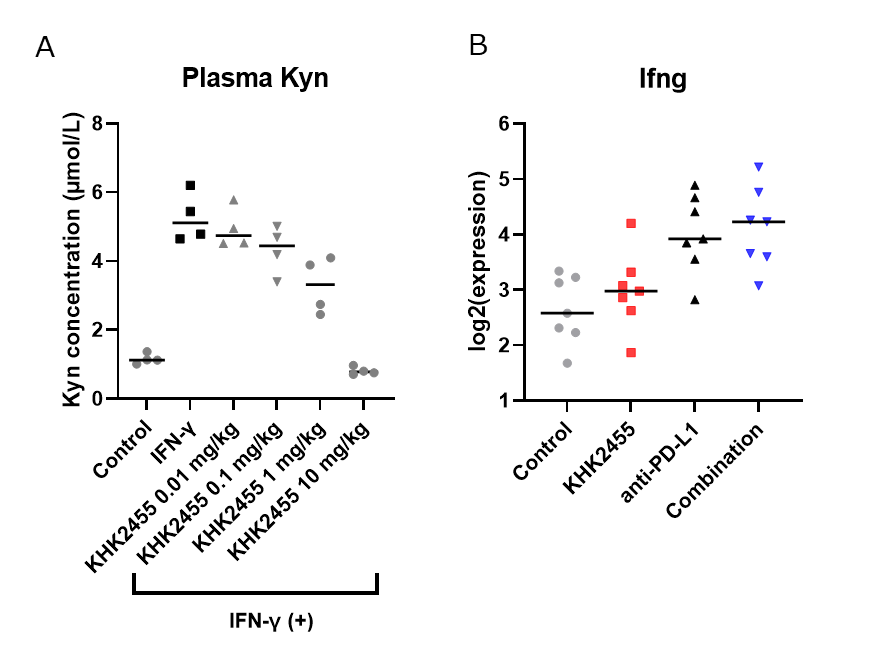 A
Plasma Kyn
Kyn concentration (µmol/L)
8
6
4
2
0
Control
IFN-γ
KHK2455 0.01 mg/kg
KHK2455 0.1 mg/kg
KHK2455 1 mg/kg
KHK2455 10 mg/kg
IFN-γ (+)
B
Ifng
log2(expression)
6
5
4
3
2
1
Control
KHK2455
anti-PD-L1
Combination